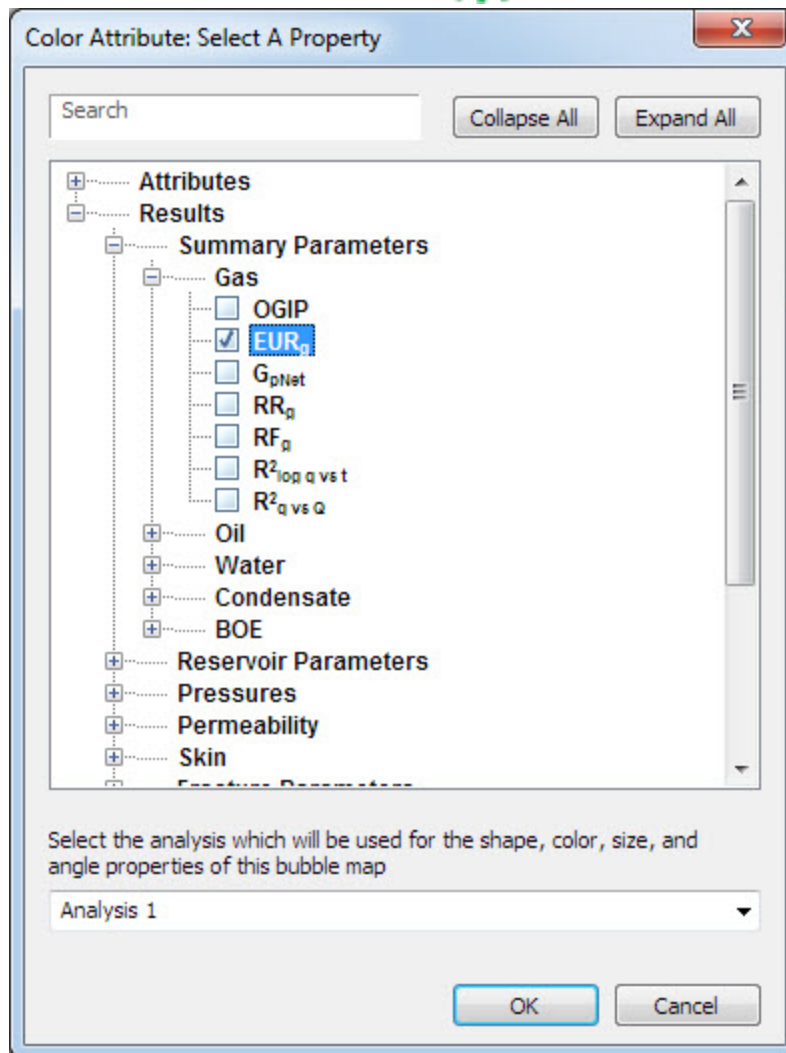 Color Attribute: Select A Property
Search
Collapse All
Expand All
Attributes
Results
Summary Parameters
Gas
OGIP
EURg
GpNet
RRg
RFg
R²log q vs t
R²q vs Q
Oil
Water
Condensate
BOE
Reservoir Parameters
Pressures
Permeability
Skin
Fracture Parameters
Select the analysis which will be used for the shape, color, size, and
angle properties of this bubble map
Analysis 1
OK
Cancel